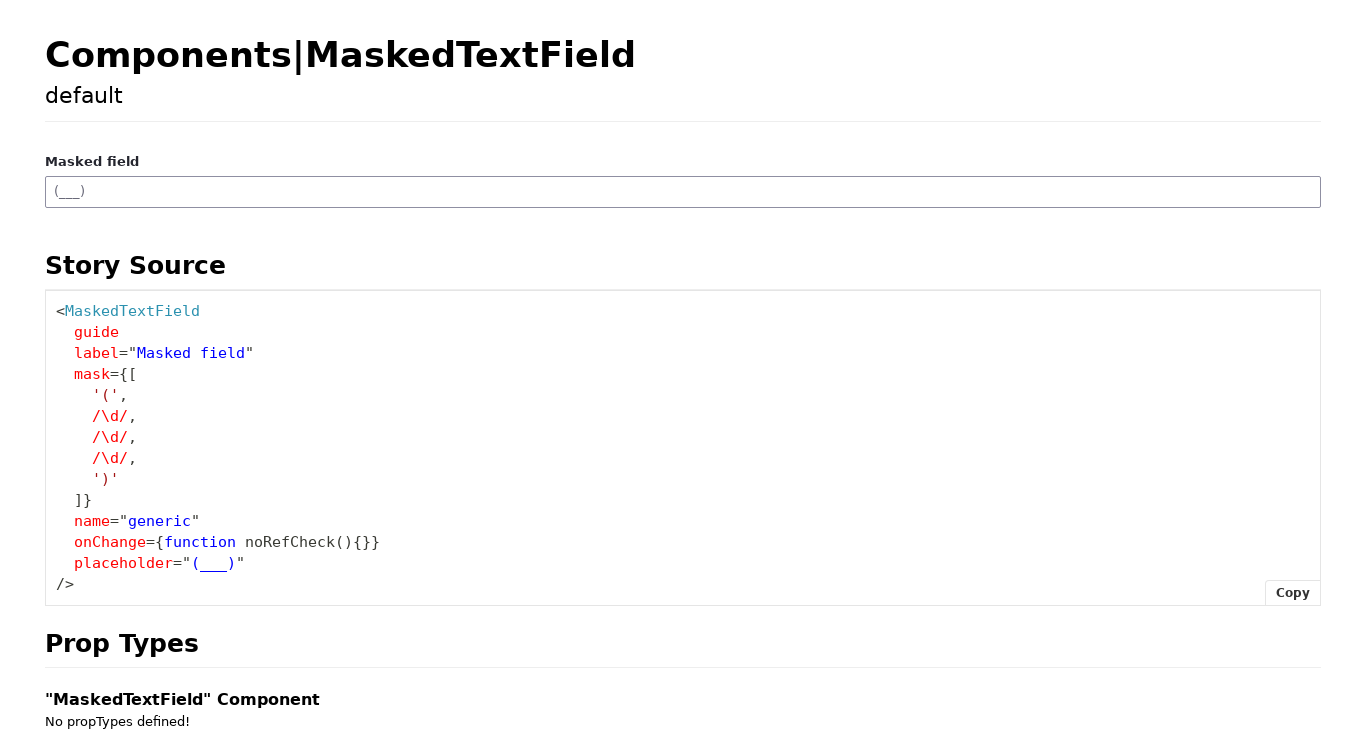 Components|MaskedTextField
default
Masked field
(___)
Story Source
<MaskedTextField
  guide
  label="Masked field"
  mask={[
    '(',
    /\d/,
    /\d/,
    /\d/,
    ')'
  ]}
  name="generic"
  onChange={function noRefCheck(){}}
  placeholder="(___)"
/>
Copy
Prop Types
"MaskedTextField" Component
No propTypes defined!